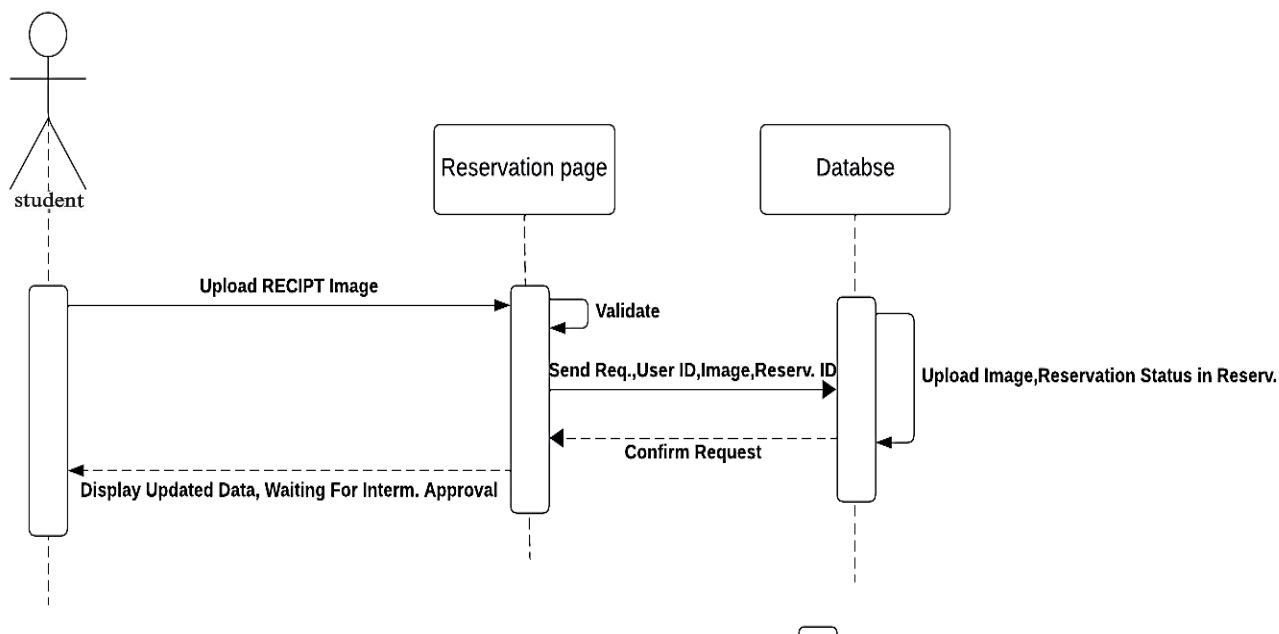 student
Reservation page
Databse
Upload RECIPT Image
Validate
Send Req.,User ID,Image,Reserv. ID
Upload Image,Reservation Status in Reserv.
Confirm Request
Display Updated Data, Waiting For Interm. Approval